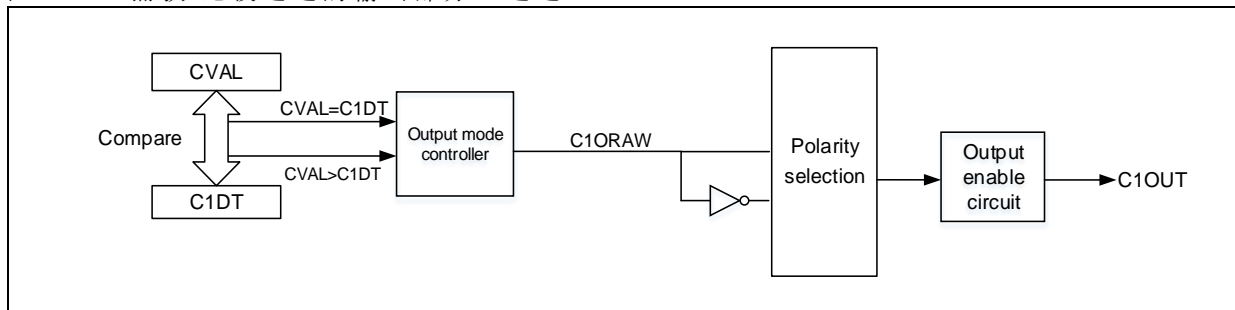 CVAL
CVAL=C1DT
Compare
CVAL>C1DT
C1DT
Output mode
controller
C1ORAW
Polarity
selection
Output
enable
circuit
C1OUT